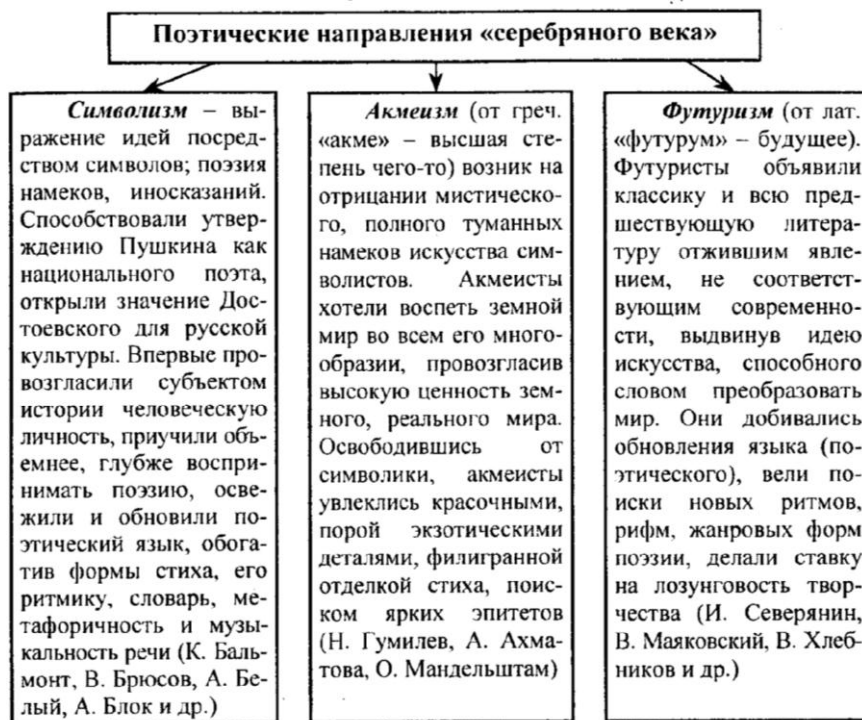 Поэтические направления «серебряного века»
Символизм – вы-
ражение идей посред-
ством символов; поэзия
намеков, иносказаний.
Способствовали утвер-
ждению Пушкина как
национального поэта,
открыли значение Дос-
тоевского для русской
культуры. Впервые про-
возгласили субъектом
истории человеческую
личность, приучили объ-
емнее, глубже воспри-
нимать поэзию, осве-
жили и обновили по-
этический язык, обога-
тив формы стиха, его
ритмику, словарь, ме-
тафоричность и музы-
кальность речи (К. Баль-
монт, В. Брюсов, А. Бе-
лый, А. Блок и др.)
Акмеизм (от греч.
«акме» – высшая сте-
пень чего-то) возник на
отрицании мистическо-
го, полного туманных
намеков искусства сим-
волистов. Акмеисты
хотели воспеть земной
мир во всем его много-
образии, провозгласив
высокую ценность зем-
ного, реального мира.
Освободившись от
символики, акмеисты
увлеклись красочными,
порой экзотическими
деталями, филигранной
отделкой стиха, поис-
ком ярких эпитетов
(Н. Гумилев, А. Ахма-
това, О. Мандельштам)
Футуризм (от лат.
«футурум» – будущее).
Футуристы объявили
классику и всю пред-
шествующую литера-
туру отжившим явле-
нием, не соответст-
вующим современно-
сти, выдвинув идею
искусства, способного
словом преобразовать
мир. Они добивались
обновления языка (по-
этического), вели по-
иски новых ритмов,
рифм, жанровых форм
поэзии, делали ставку
на лозунговость твор-
чества (И. Северянин,
В. Маяковский, В. Хлеб-
ников и др.)